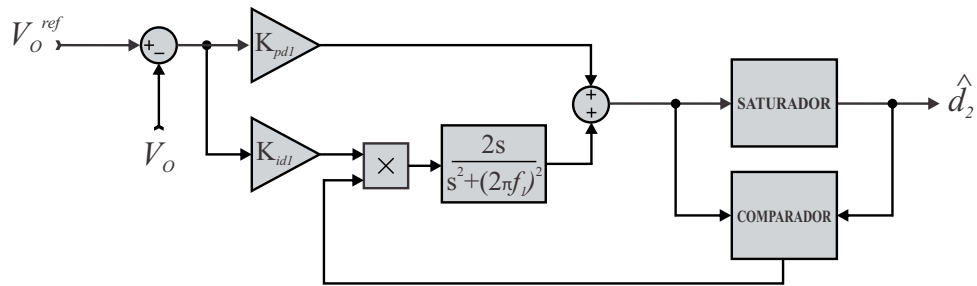 V_O^ref
+
−
K_pd1
+
+
SATURADOR
d̂_2
V_O
K_id1
×
2s
s²+(2πf_1)²
COMPARADOR